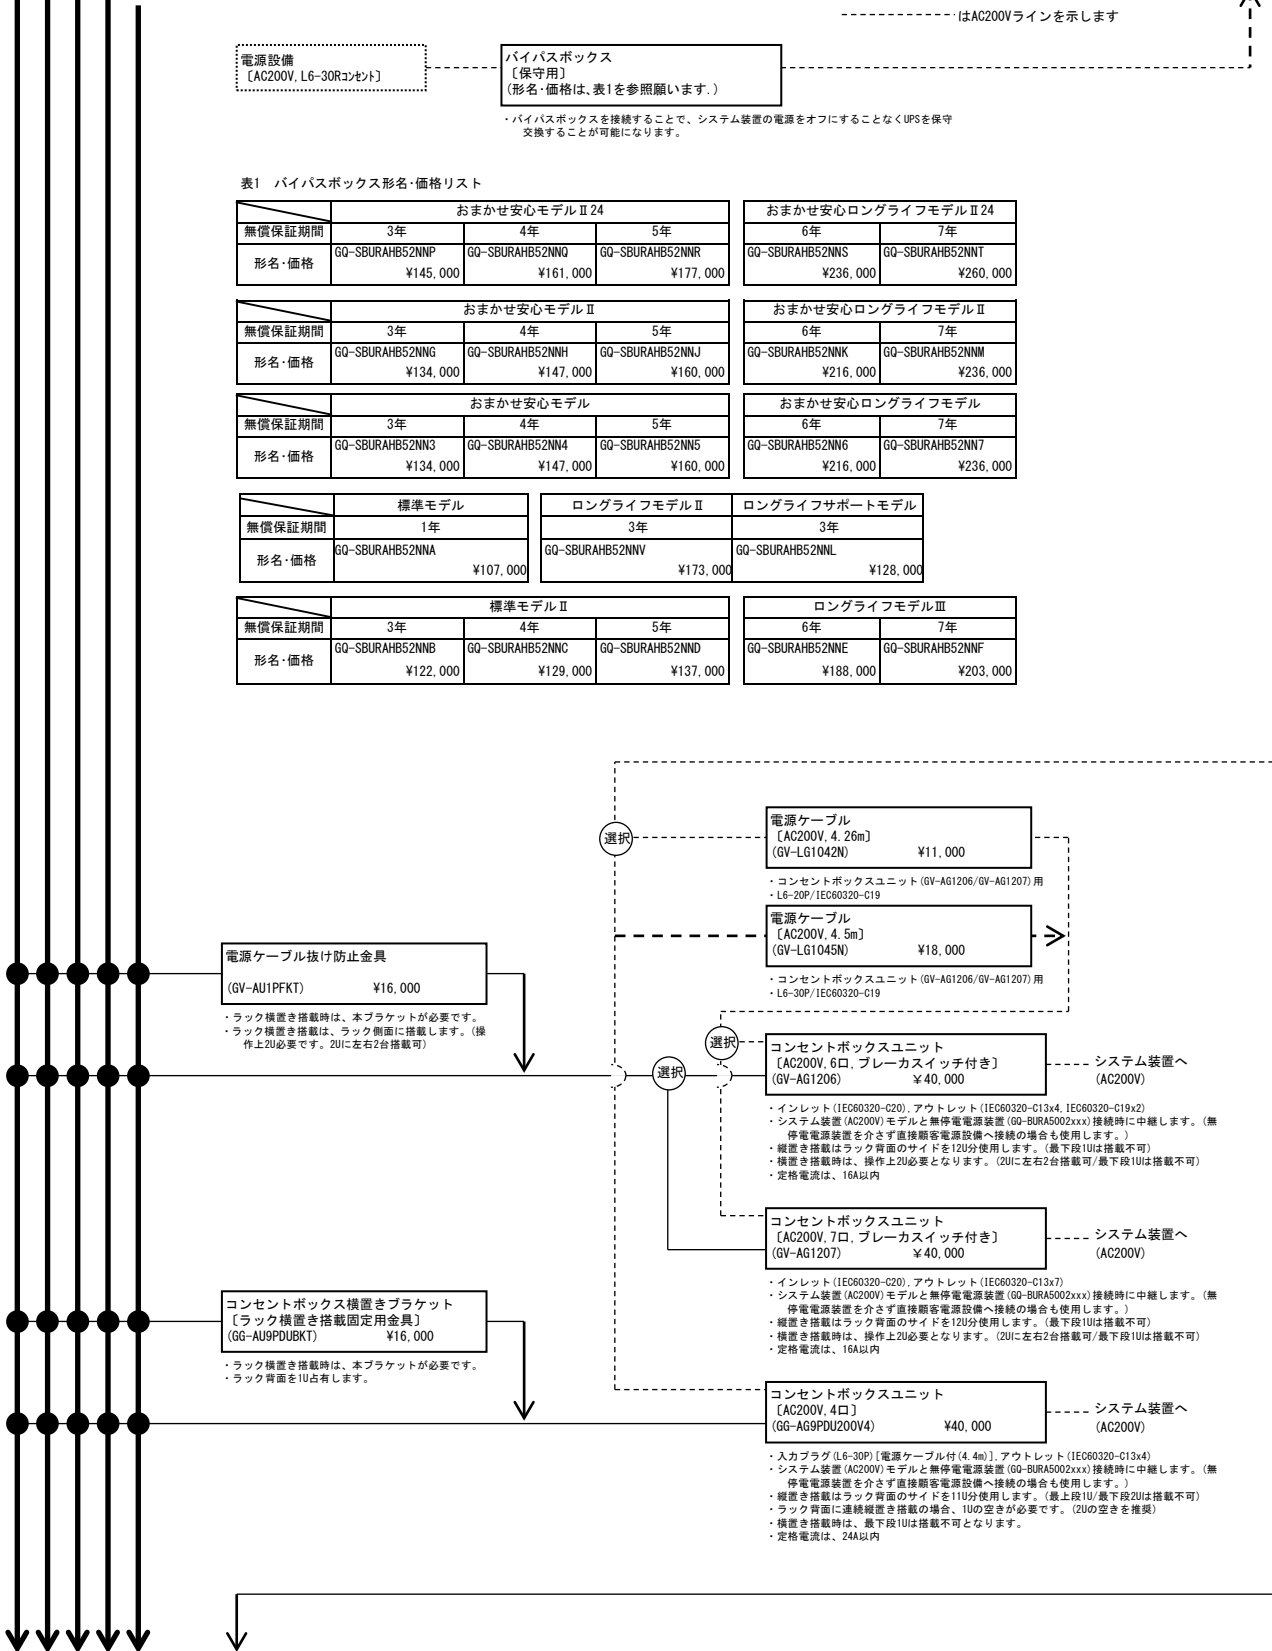 はAC200Vラインを示します
電源設備
〔AC200V,L6-30Rコンセント〕
バイパスボックス
〔保守用〕
(形名・価格は、表1を参照願います.)
・バイパスボックスを接続することで、システム装置の電源をオフにすることなくUPSを保守
交換することが可能になります。
表1 バイパスボックス形名・価格リスト
おまかせ安心モデルⅡ24 おまかせ安心ロングライフモデルⅡ24
無償保証期間 3年 4年 5年 6年 7年
形名・価格 GQ-SBURAHB52NNP GQ-SBURAHB52NNQ GQ-SBURAHB52NNR GQ-SBURAHB52NNS GQ-SBURAHB52NNT
¥145,000 ¥161,000 ¥177,000 ¥236,000 ¥260,000
おまかせ安心モデルⅡ おまかせ安心ロングライフモデルⅡ
無償保証期間 3年 4年 5年 6年 7年
形名・価格 GQ-SBURAHB52NNG GQ-SBURAHB52NNH GQ-SBURAHB52NNJ GQ-SBURAHB52NNK GQ-SBURAHB52NNM
¥134,000 ¥147,000 ¥160,000 ¥216,000 ¥236,000
おまかせ安心モデル おまかせ安心ロングライフモデル
無償保証期間 3年 4年 5年 6年 7年
形名・価格 GQ-SBURAHB52NN3 GQ-SBURAHB52NN4 GQ-SBURAHB52NN5 GQ-SBURAHB52NN6 GQ-SBURAHB52NN7
¥134,000 ¥147,000 ¥160,000 ¥216,000 ¥236,000
標準モデル ロングライフモデルⅡ ロングライフサポートモデル
無償保証期間 1年 3年 3年
形名・価格 GQ-SBURAHB52NNA GQ-SBURAHB52NNV GQ-SBURAHB52NNL
¥107,000 ¥173,000 ¥128,000
標準モデルⅡ ロングライフモデルⅢ
無償保証期間 3年 4年 5年 6年 7年
形名・価格 GQ-SBURAHB52NNB GQ-SBURAHB52NNC GQ-SBURAHB52NND GQ-SBURAHB52NNE GQ-SBURAHB52NNF
¥122,000 ¥129,000 ¥137,000 ¥188,000 ¥203,000
選択
電源ケーブル
〔AC200V,4.26m〕
(GV-LG1042N) ¥11,000
・コンセントボックスユニット(GV-AG1206/GV-AG1207)用
・L6-20P/IEC60320-C19
電源ケーブル
〔AC200V,4.5m〕
(GV-LG1045N) ¥18,000
・コンセントボックスユニット(GV-AG1206/GV-AG1207)用
・L6-30P/IEC60320-C19
電源ケーブル抜け防止金具
(GV-AU1PFKT) ¥16,000
・ラック横置き搭載時は、本ブラケットが必要です。
・ラック横置き搭載は、ラック側面に搭載します。(操
作上2U必要です。2Uに左右2台搭載可)
選択
選択
コンセントボックスユニット
〔AC200V,6口,ブレーカスイッチ付き〕
(GV-AG1206) ¥40,000
システム装置へ
(AC200V)
・インレット(IEC60320-C20),アウトレット(IEC60320-C13x4,IEC60320-C19x2)
・システム装置(AC200V)モデルと無停電電源装置(GQ-BURA5002xxx)接続時に中継します。(無
停電電源装置を介さず直接顧客電源設備へ接続の場合も使用します。)
・縦置き搭載はラック背面のサイドを12U分使用します。(最下段1Uは搭載不可)
・横置き搭載時は、操作上2U必要となります。(2Uに左右2台搭載可/最下段1Uは搭載不可)
・定格電流は、16A以内
コンセントボックスユニット
〔AC200V,7口,ブレーカスイッチ付き〕
(GV-AG1207) ¥40,000
システム装置へ
(AC200V)
・インレット(IEC60320-C20),アウトレット(IEC60320-C13x7)
・システム装置(AC200V)モデルと無停電電源装置(GQ-BURA5002xxx)接続時に中継します。(無
停電電源装置を介さず直接顧客電源設備へ接続の場合も使用します。)
・縦置き搭載はラック背面のサイドを12U分使用します。(最下段1Uは搭載不可)
・横置き搭載時は、操作上2U必要となります。(2Uに左右2台搭載可/最下段1Uは搭載不可)
・定格電流は、16A以内
コンセントボックス横置きブラケット
〔ラック横置き搭載固定用金具〕
(GG-AU9PDUBKT) ¥16,000
・ラック横置き搭載時は、本ブラケットが必要です。
・ラック背面を1U占有します。
コンセントボックスユニット
〔AC200V,4口〕
(GG-AG9PDU200V4) ¥40,000
システム装置へ
(AC200V)
・入力プラグ(L6-30P)[電源ケーブル付(4.4m)],アウトレット(IEC60320-C13x4)
・システム装置(AC200V)モデルと無停電電源装置(GQ-BURA5002xxx)接続時に中継します。(無
停電電源装置を介さず直接顧客電源設備へ接続の場合も使用します。)
・縦置き搭載はラック背面のサイドを11U分使用します。(最上段1U/最下段2Uは搭載不可)
・ラック背面に連続縦置き搭載の場合、1Uの空きが必要です。(2Uの空きを推奨)
・横置き搭載時は、最下段1Uは搭載不可となります。
・定格電流は、24A以内